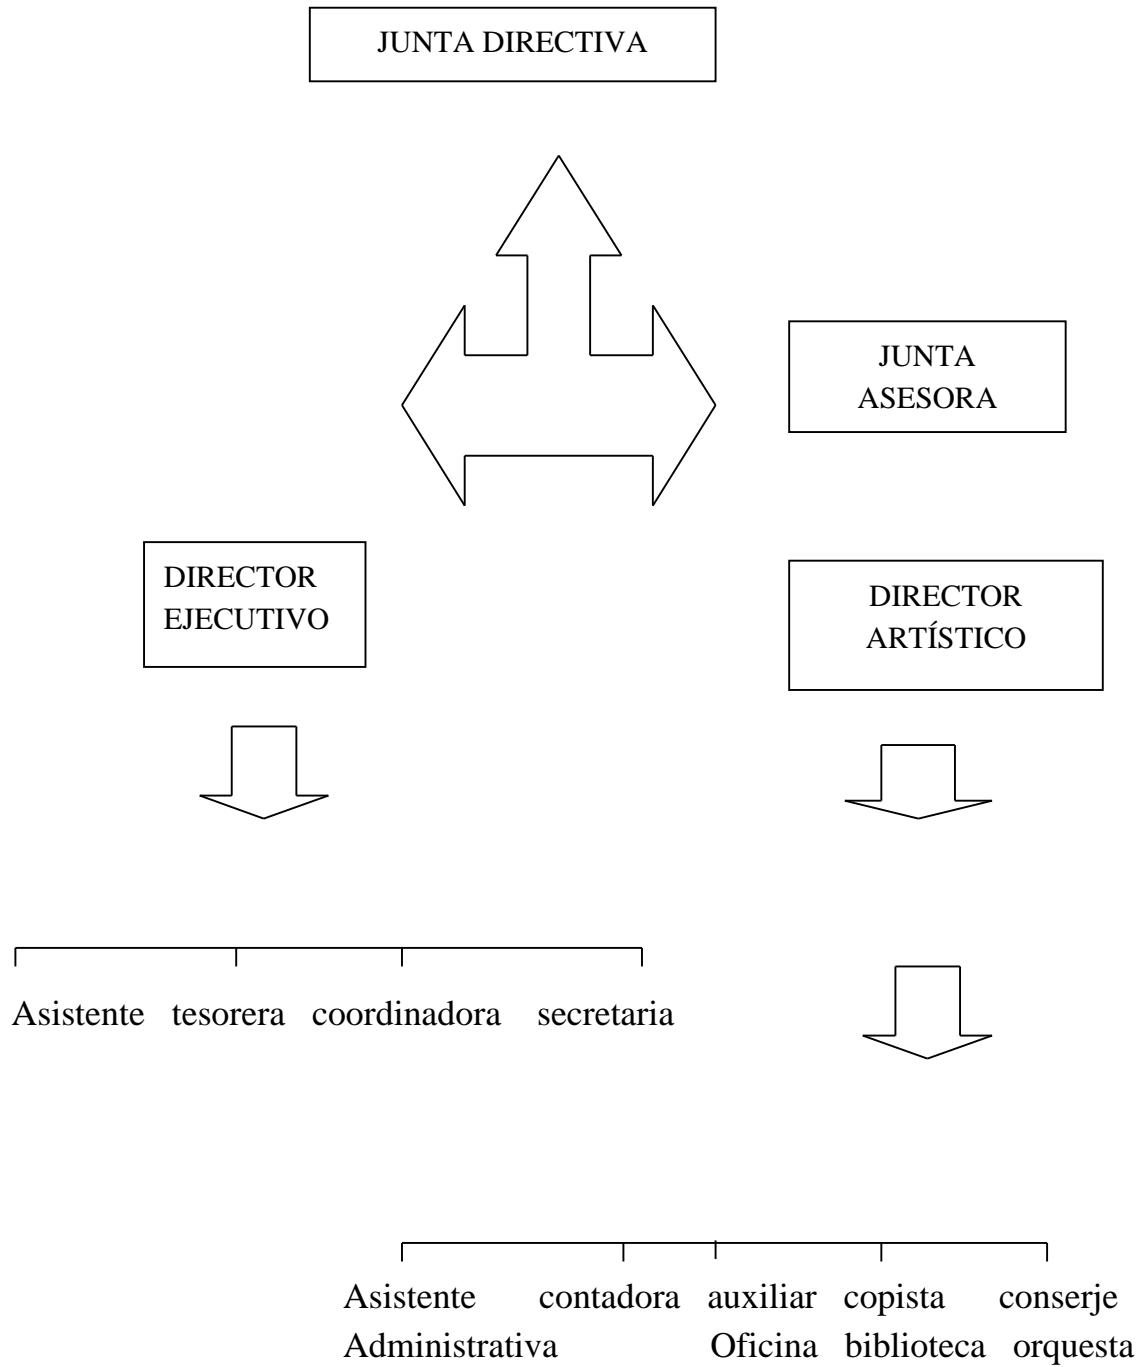 JUNTA DIRECTIVA
JUNTA
ASESORA
DIRECTOR
EJECUTIVO
DIRECTOR
ARTÍSTICO
Asistente tesorera coordinadora secretaria
Asistente contadora auxiliar copista conserje
Administrativa Oficina biblioteca orquesta